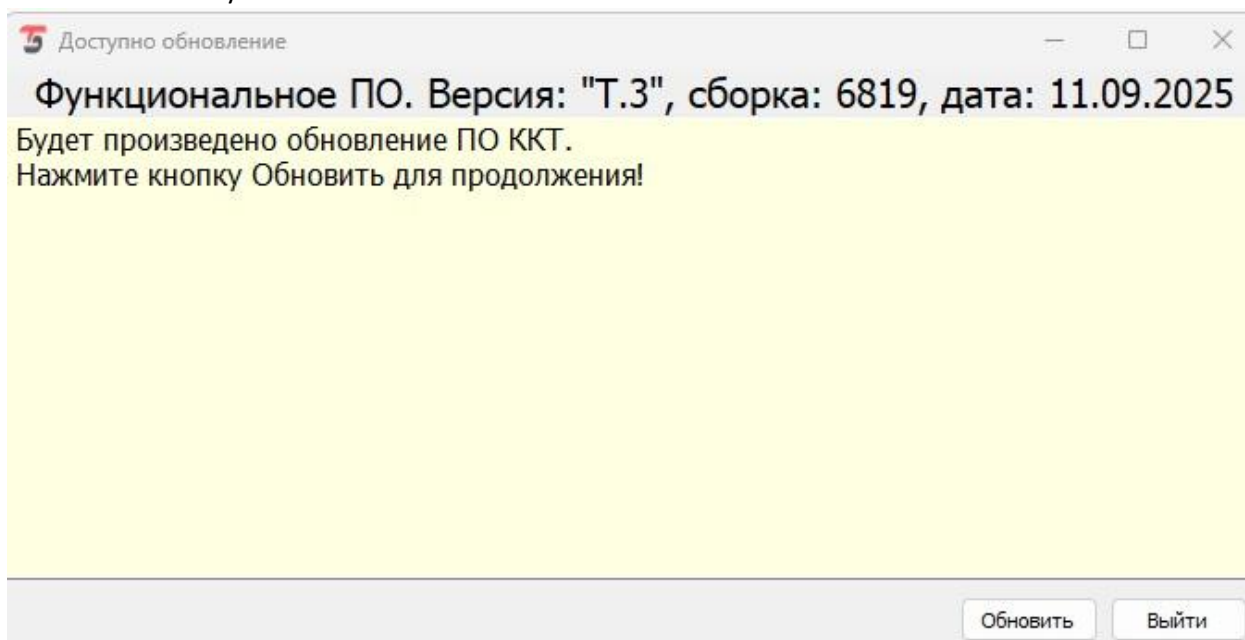 Доступно обновление
Функциональное ПО. Версия: "Т.3", сборка: 6819, дата: 11.09.2025
Будет произведено обновление ПО ККТ.
Нажмите кнопку Обновить для продолжения!
Обновить Выйти